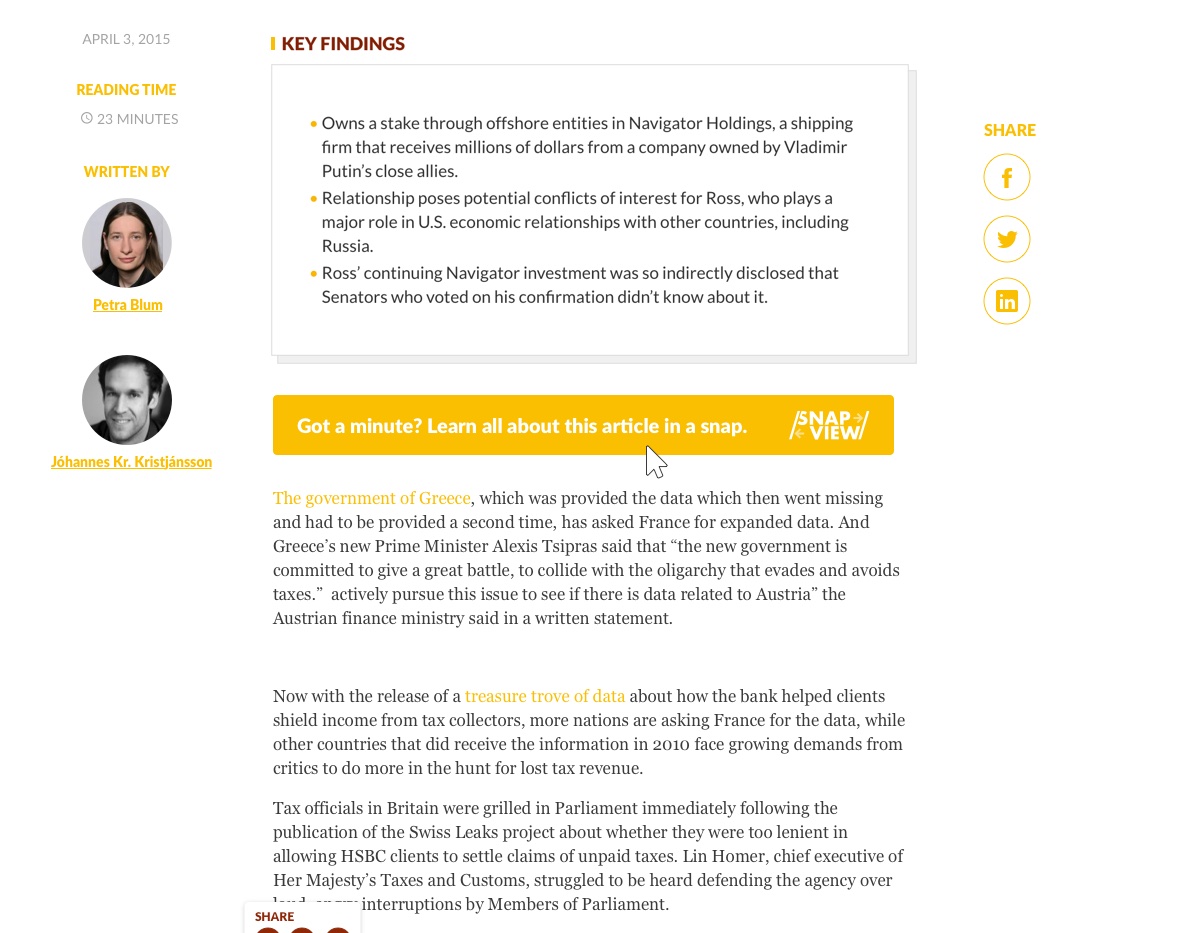 APRIL 3, 2015
READING TIME
23 MINUTES
WRITTEN BY
Petra Blum
Jóhannes Kr. Kristjánsson
KEY FINDINGS
• Owns a stake through offshore entities in Navigator Holdings, a shipping
firm that receives millions of dollars from a company owned by Vladimir
Putin’s close allies.
• Relationship poses potential conflicts of interest for Ross, who plays a
major role in U.S. economic relationships with other countries, including
Russia.
• Ross’ continuing Navigator investment was so indirectly disclosed that
Senators who voted on his confirmation didn’t know about it.
Got a minute? Learn all about this article in a snap.
SNAP
VIEW
The government of Greece, which was provided the data which then went missing
and had to be provided a second time, has asked France for expanded data. And
Greece’s new Prime Minister Alexis Tsipras said that “the new government is
committed to give a great battle, to collide with the oligarchy that evades and avoids
taxes.”  actively pursue this issue to see if there is data related to Austria” the
Austrian finance ministry said in a written statement.
Now with the release of a treasure trove of data about how the bank helped clients
shield income from tax collectors, more nations are asking France for the data, while
other countries that did receive the information in 2010 face growing demands from
critics to do more in the hunt for lost tax revenue.
Tax officials in Britain were grilled in Parliament immediately following the
publication of the Swiss Leaks project about whether they were too lenient in
allowing HSBC clients to settle claims of unpaid taxes. Lin Homer, chief executive of
Her Majesty’s Taxes and Customs, struggled to be heard defending the agency over
interruptions by Members of Parliament.
SHARE
SHARE